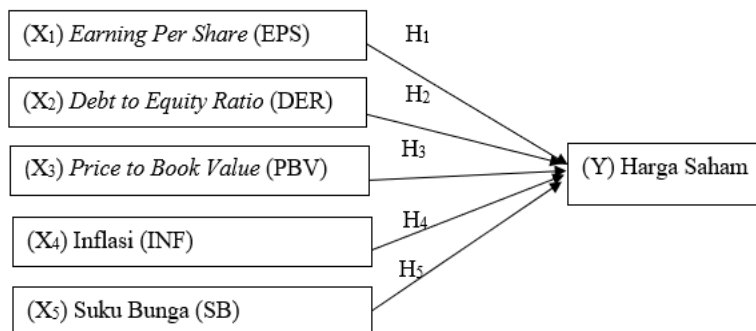 (X₁) Earning Per Share (EPS)
H₁
(X₂) Debt to Equity Ratio (DER)
H₂
(X₃) Price to Book Value (PBV)
H₃
(Y) Harga Saham
(X₄) Inflasi (INF)
H₄
(X₅) Suku Bunga (SB)
H₅